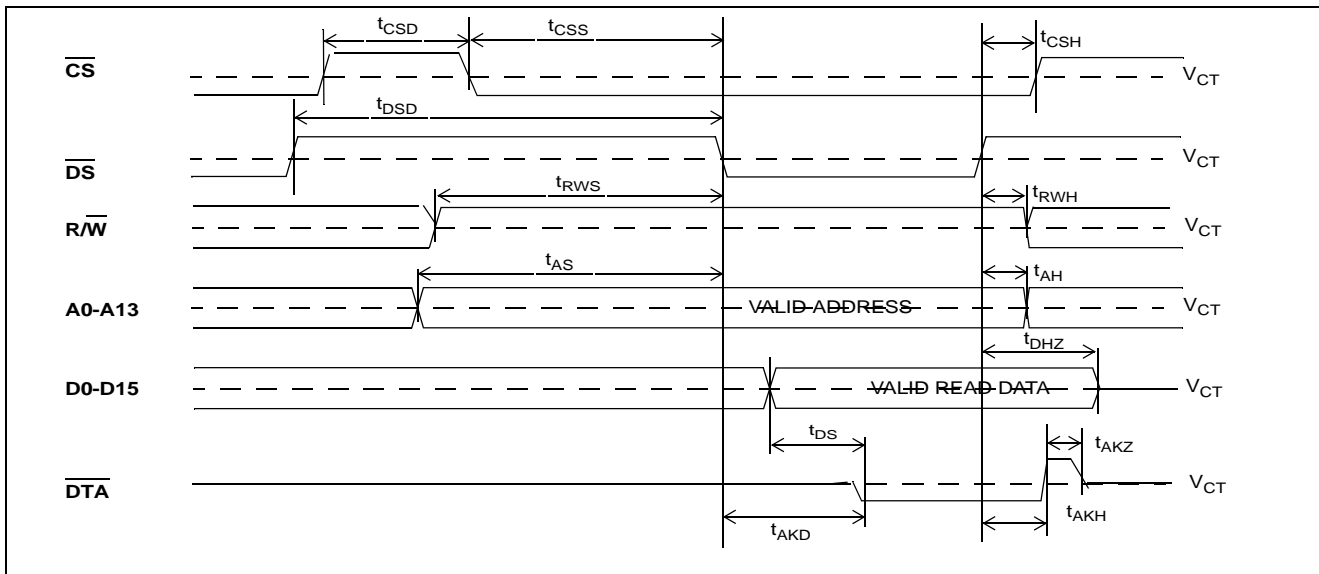 tCSD tCSS tCSH
CS VCT
tDSD
DS VCT
tRWS tRWH
R/W VCT
tAS tAH
A0-A13 VALID ADDRESS VCT
tDHZ
D0-D15 VALID READ DATA VCT
tDS tAKZ
DTA VCT
tAKD tAKH